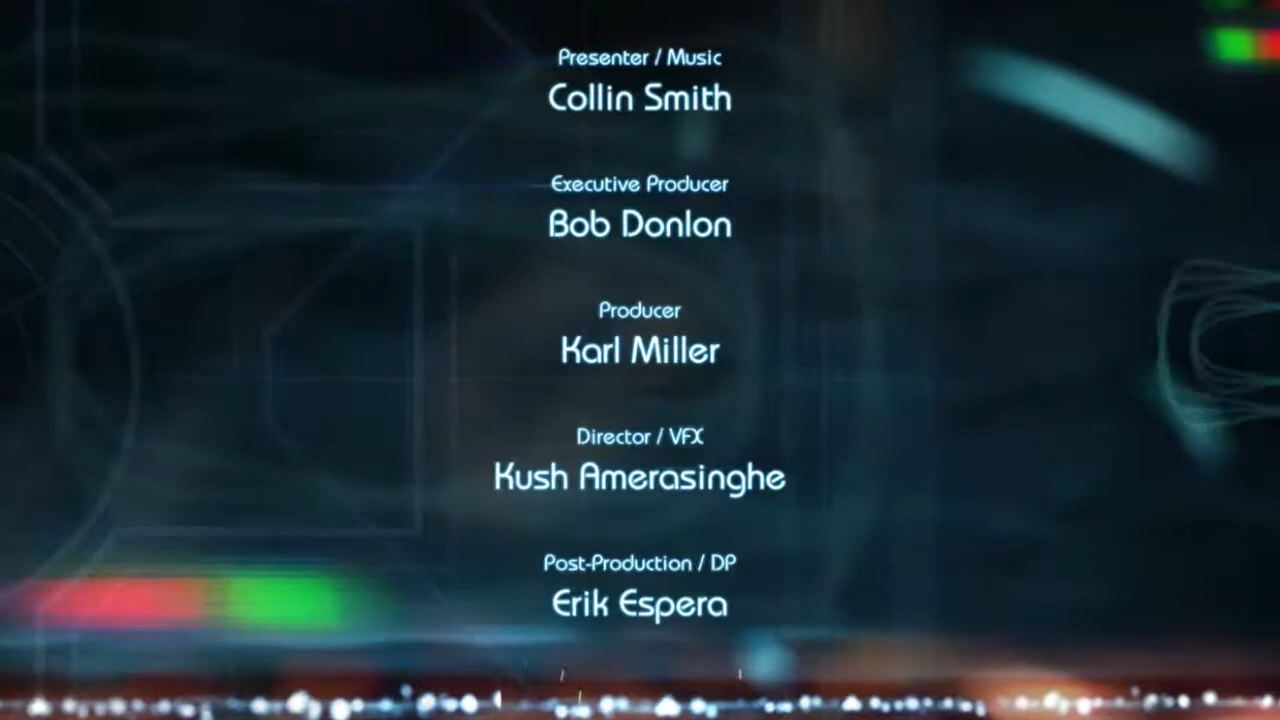 Presenter / Music
Collin Smith
Executive Producer
Bob Donlon
Producer
Karl Miller
Director / VFX
Kush Amerasinghe
Post-Production / DP
Erik Espera